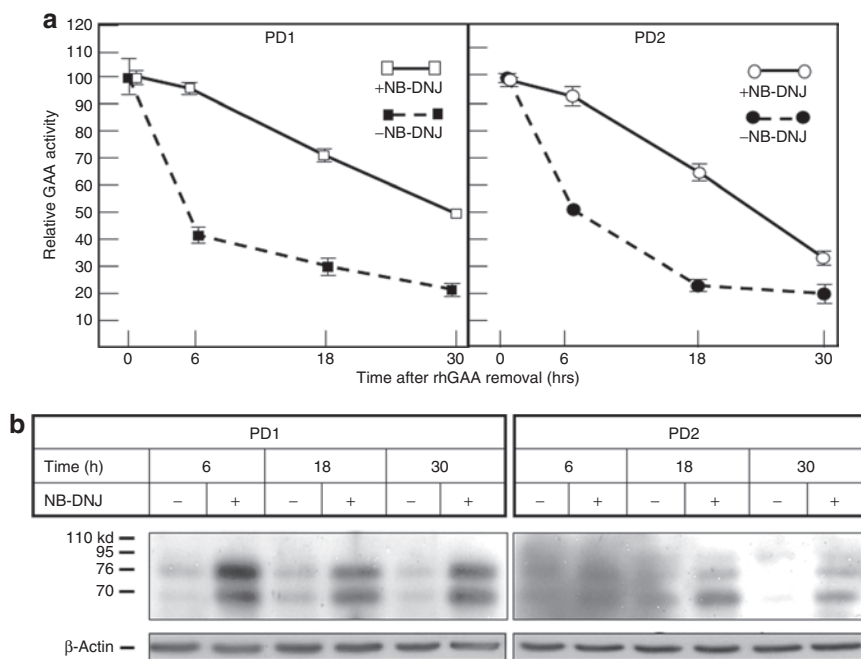 a
PD1
PD2
120
110
100
90
80
70
60
50
40
30
20
Relative GAA activity
+NB-DNJ
−NB-DNJ
+NB-DNJ
−NB-DNJ
0 6 18 30 0 6 18 30
Time after rhGAA removal (hrs)
b
PD1 PD2
Time (h) 6 18 30 6 18 30
NB-DNJ − + − + − + − + − + − +
110 kd
95
76
70
β-Actin